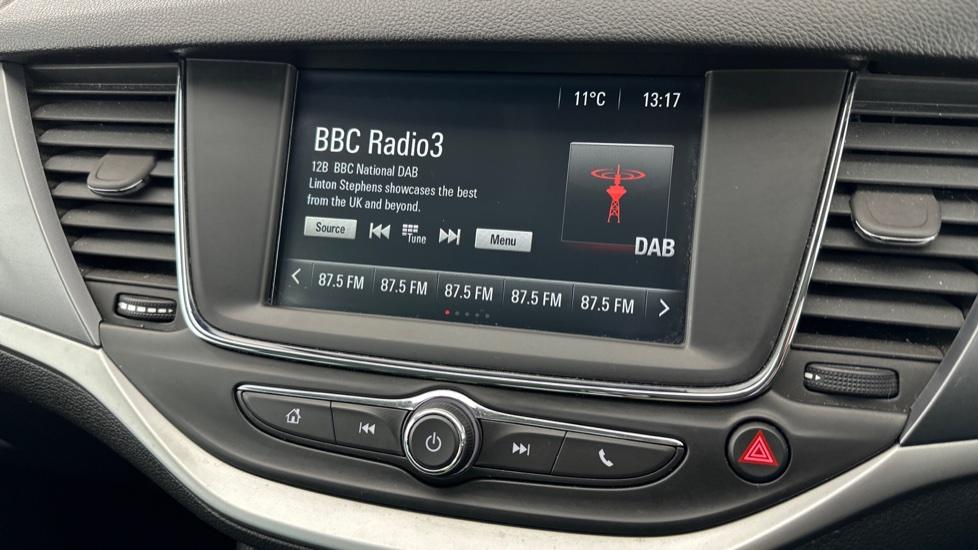 11°C 13:17
BBC Radio3
12B BBC National DAB
Linton Stephens showcases the best
from the UK and beyond.
Source Tune Menu
DAB
87.5 FM 87.5 FM 87.5 FM 87.5 FM 87.5 FM